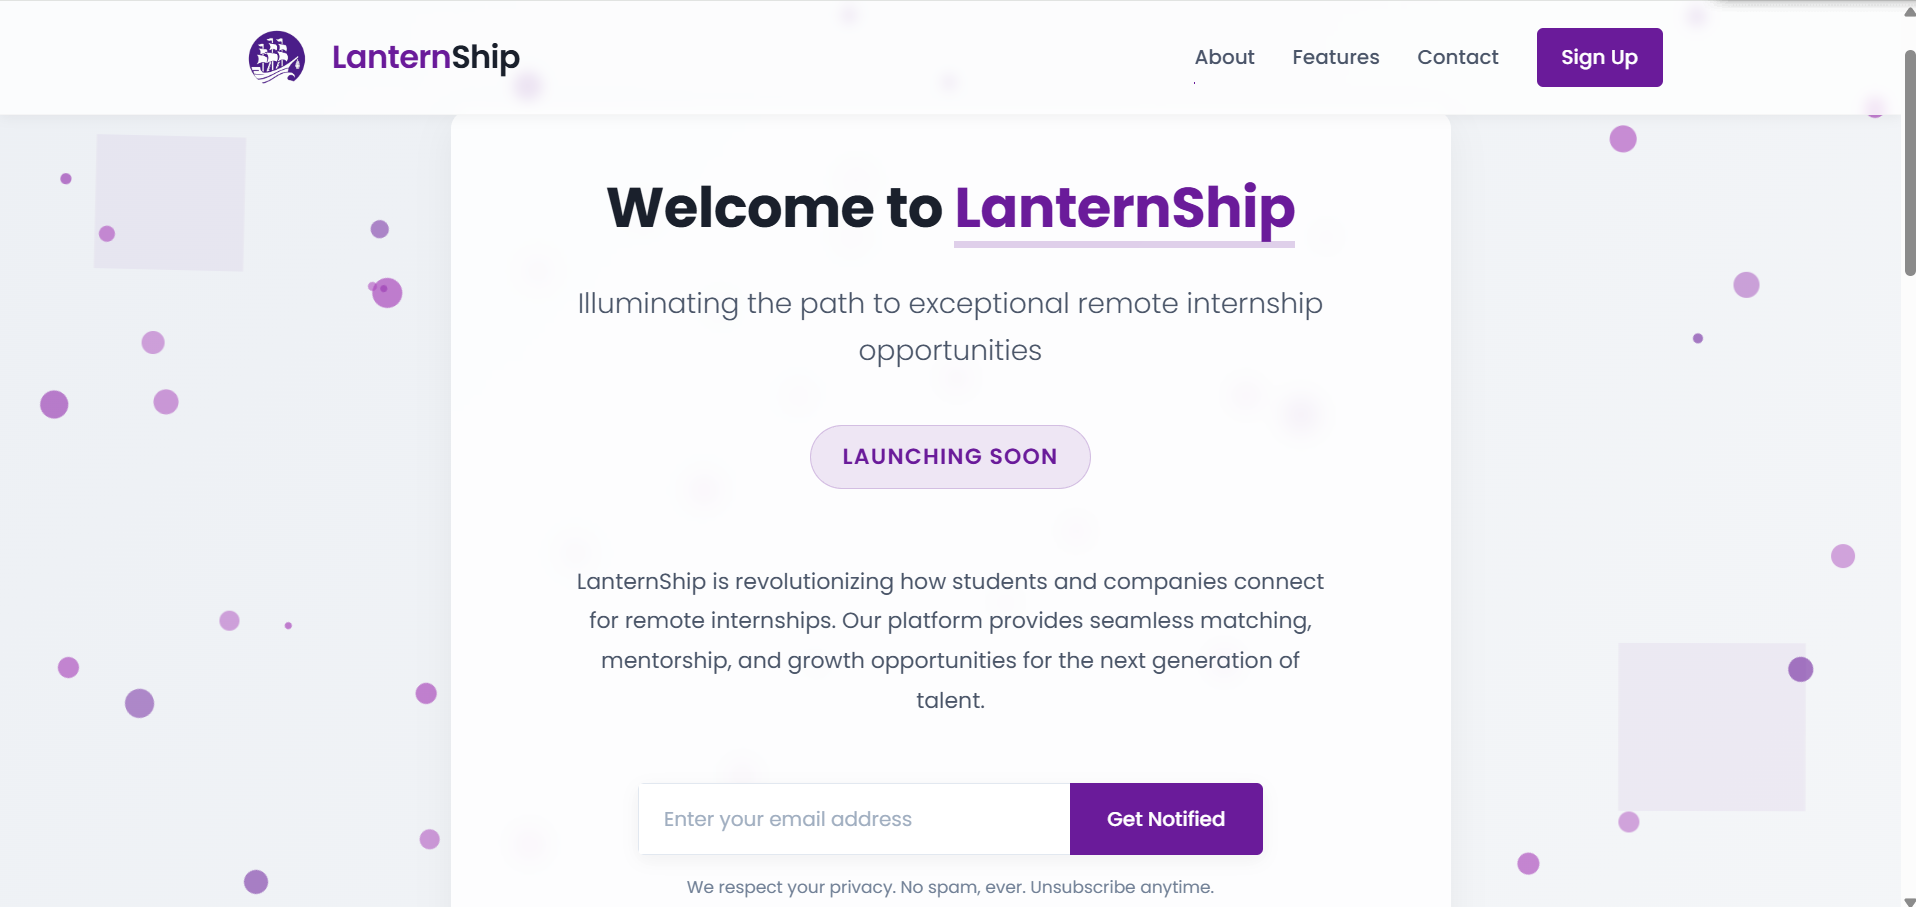 LanternShip
About
Features
Contact
Sign Up
Welcome to LanternShip
Illuminating the path to exceptional remote internship
opportunities
LAUNCHING SOON
LanternShip is revolutionizing how students and companies connect
for remote internships. Our platform provides seamless matching,
mentorship, and growth opportunities for the next generation of
talent.
Enter your email address
Get Notified
We respect your privacy. No spam, ever. Unsubscribe anytime.